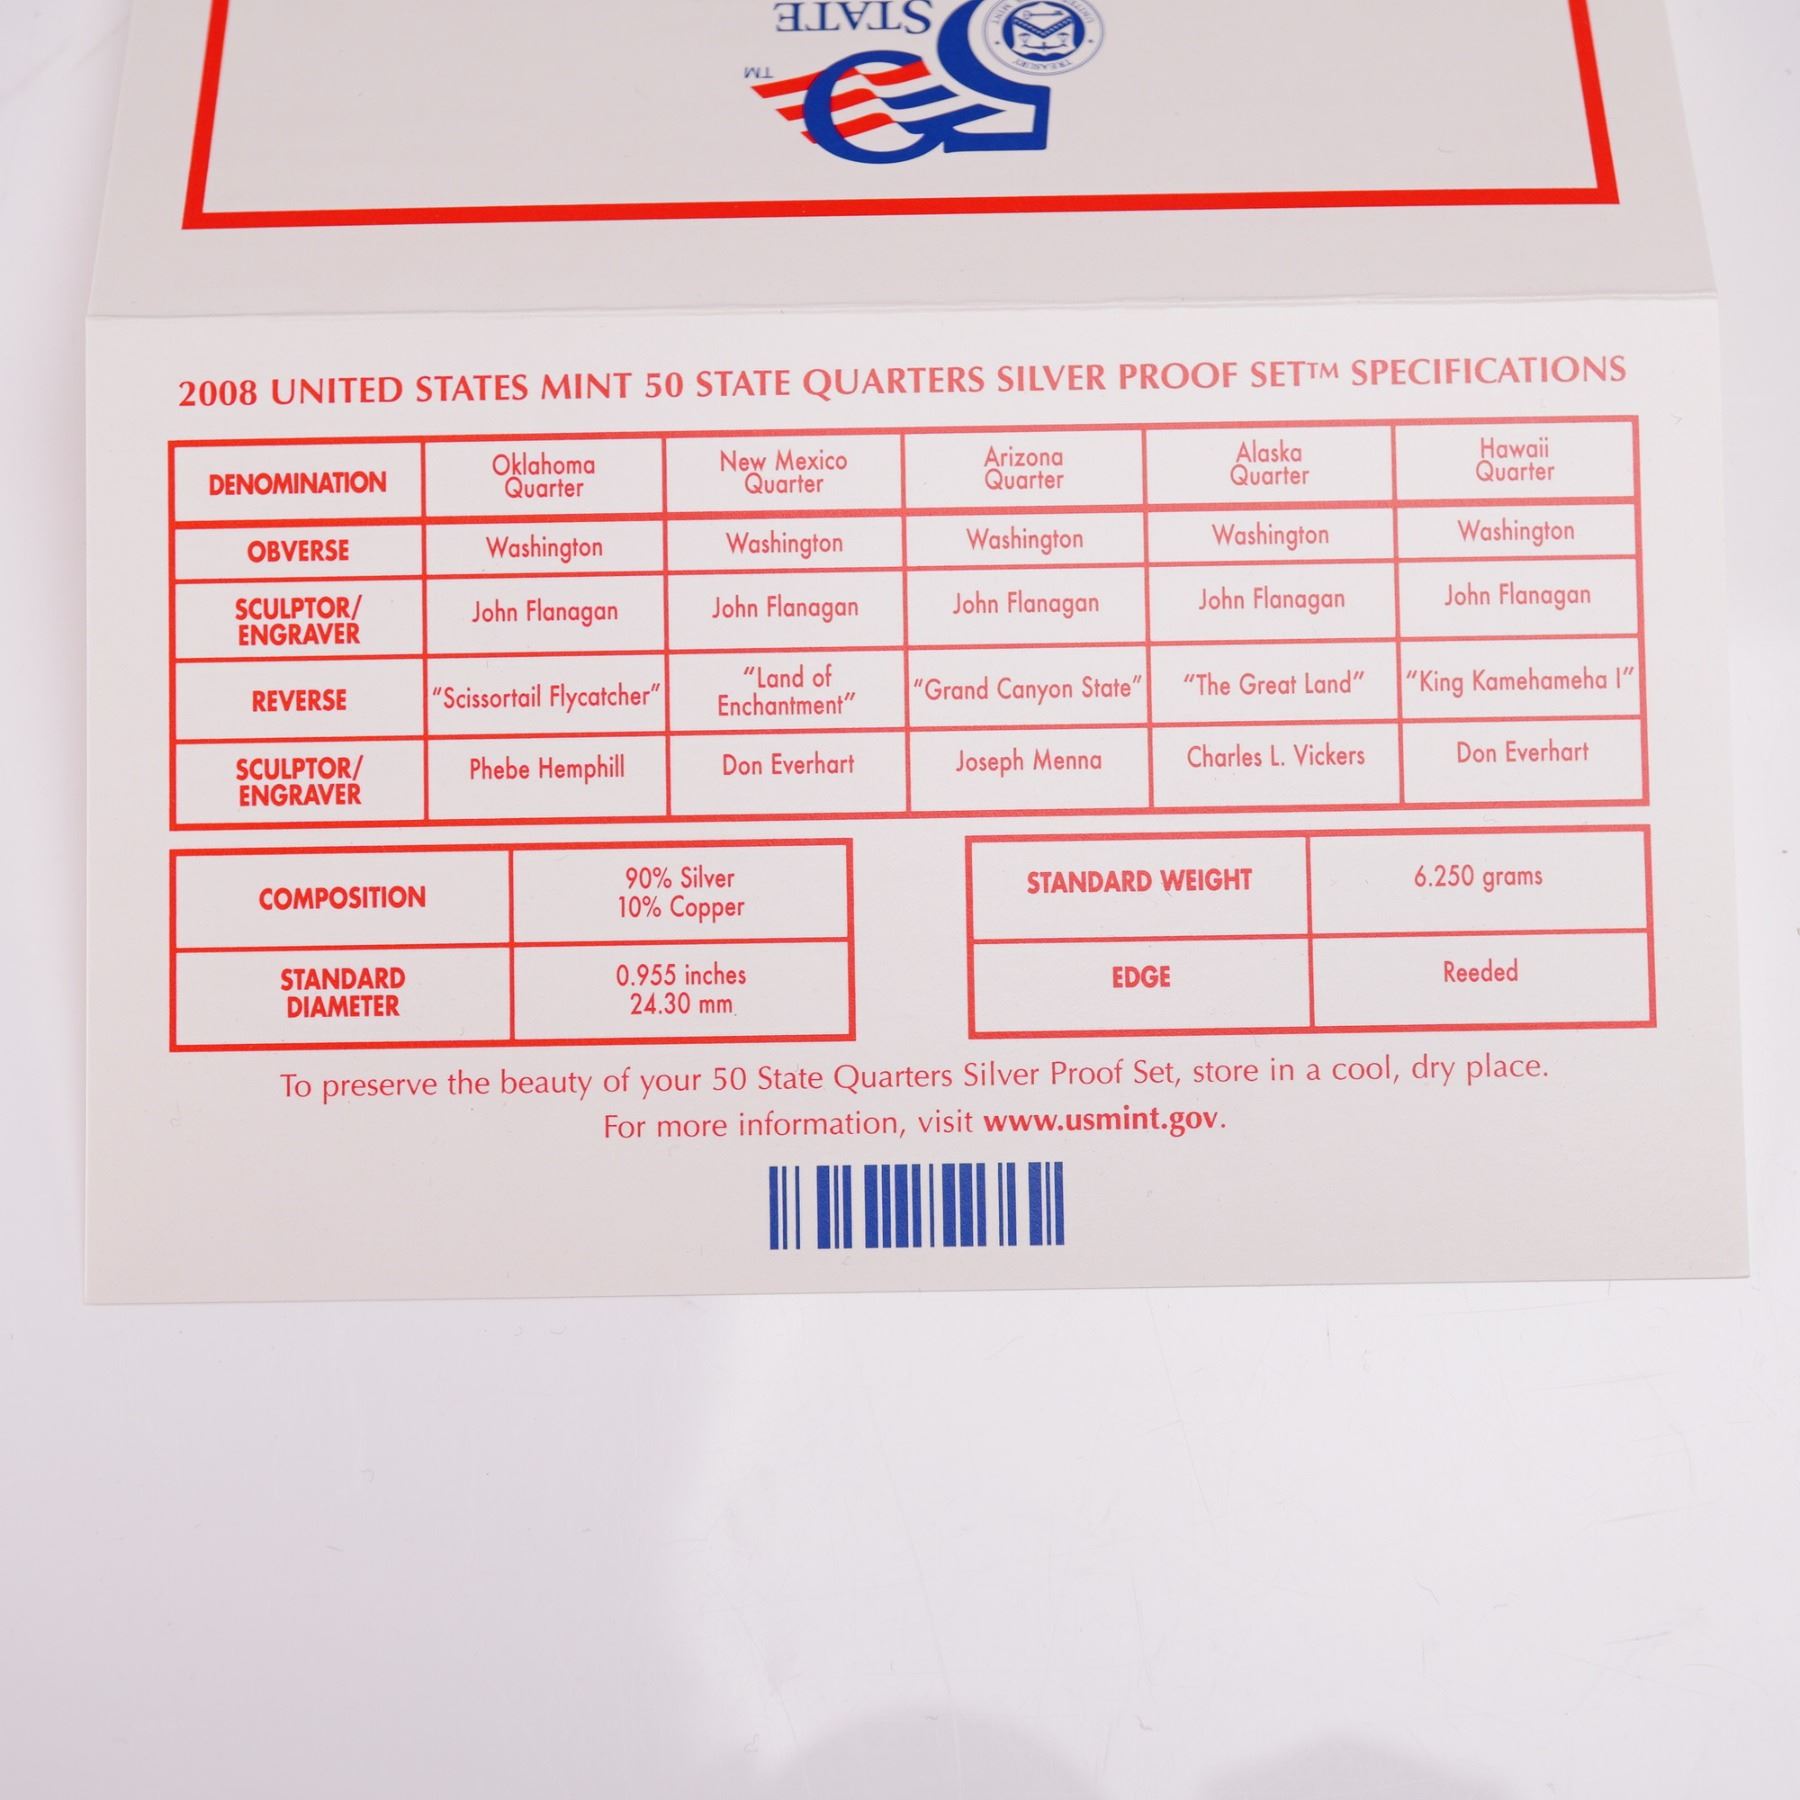 STATE
TM
50
TREASURY
2008 UNITED STATES MINT 50 STATE QUARTERS SILVER PROOF SET™ SPECIFICATIONS
DENOMINATION
Oklahoma
Quarter
New Mexico
Quarter
Arizona
Quarter
Alaska
Quarter
Hawaii
Quarter
OBVERSE
Washington
Washington
Washington
Washington
Washington
SCULPTOR/
ENGRAVER
John Flanagan
John Flanagan
John Flanagan
John Flanagan
John Flanagan
REVERSE
“Scissortail Flycatcher”
“Land of
Enchantment”
“Grand Canyon State”
“The Great Land”
“King Kamehameha I”
SCULPTOR/
ENGRAVER
Phebe Hemphill
Don Everhart
Joseph Menna
Charles L. Vickers
Don Everhart
COMPOSITION
90% Silver
10% Copper
STANDARD
DIAMETER
0.955 inches
24.30 mm
STANDARD WEIGHT
6.250 grams
EDGE
Reeded
To preserve the beauty of your 50 State Quarters Silver Proof Set, store in a cool, dry place.
For more information, visit www.usmint.gov.